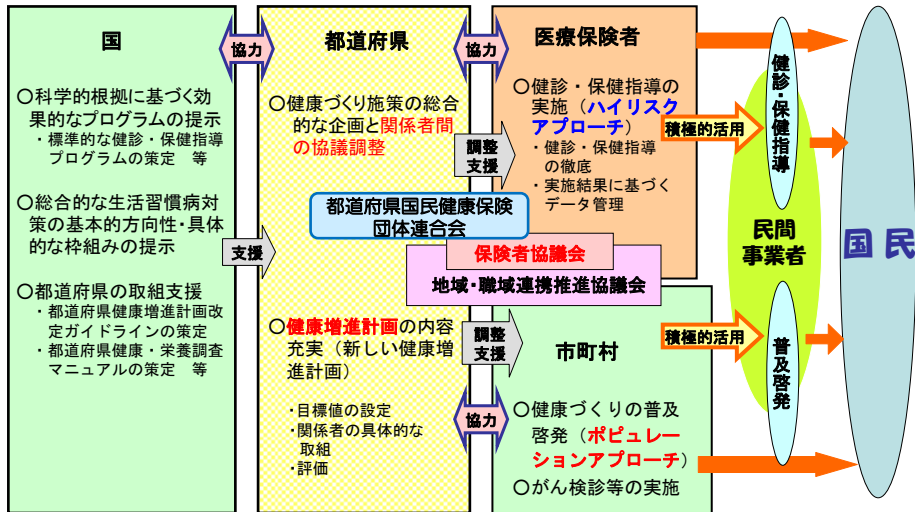 国
○科学的根拠に基づく効
果的なプログラムの提示
・標準的な健診・保健指導
プログラムの策定 等
○総合的な生活習慣病対
策の基本的方向性・具体
的な枠組みの提示
○都道府県の取組支援
・都道府県健康増進計画改
定ガイドラインの策定
・都道府県健康・栄養調査
マニュアルの策定 等
協力
支援
都道府県
○健康づくり施策の総合
的な企画と関係者間
の協議調整
都道府県国民健康保険
団体連合会
保険者協議会
地域・職域連携推進協議会
○健康増進計画の内容
充実（新しい健康増
進計画）
・目標値の設定
・関係者の具体的な
取組
・評価
協力
調整
支援
調整
支援
協力
医療保険者
○健診・保健指導の
実施（ハイリスク
アプローチ）
・健診・保健指導
の徹底
・実施結果に基づく
データ管理
市町村
○健康づくりの普及
啓発（ポピュレー
ションアプローチ）
○がん検診等の実施
積極的活用
積極的活用
健診・保健指導
民間
事業者
普及啓発
国民